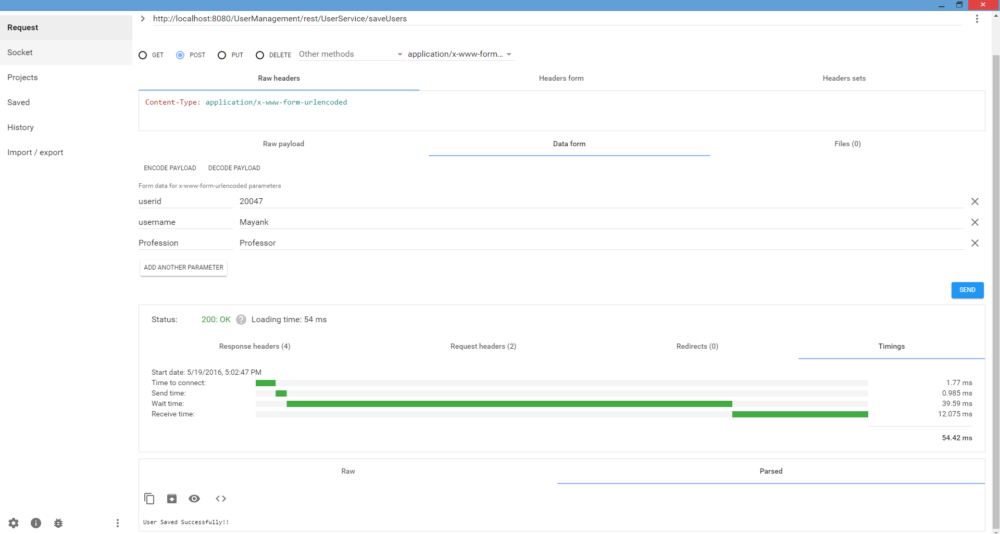 http://localhost:8080/UserManagement/rest/UserService/saveUsers
Request
Socket
Projects
Saved
History
Import / export
GET POST PUT DELETE Other methods application/x-www-form...
Raw headers Headers form Headers sets
Content-Type: application/x-www-form-urlencoded
Raw payload Data form Files (0)
ENCODE PAYLOAD DECODE PAYLOAD
Form data for x-www-form-urlencoded parameters
userid 20047
username Mayank
Profession Professor
ADD ANOTHER PARAMETER
SEND
Status: 200: OK ? Loading time: 54 ms
Response headers (4) Request headers (2) Redirects (0) Timings
Start date: 5/19/2016, 5:02:47 PM
Time to connect: 1.77 ms
Send time: 0.985 ms
Wait time: 39.59 ms
Receive time: 12.075 ms
54.42 ms
Raw Parsed
User Saved Successfully!!